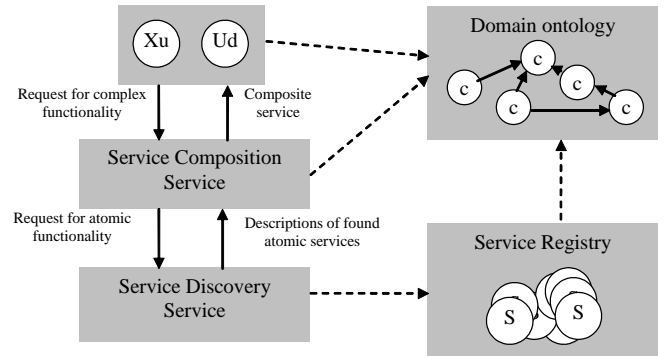 Xu
Ud
Domain ontology
c
c
c
c
c
Request for complex
functionality
Composite
service
Service Composition
Service
Request for atomic
functionality
Descriptions of found
atomic services
Service Registry
S
S
Service Discovery
Service